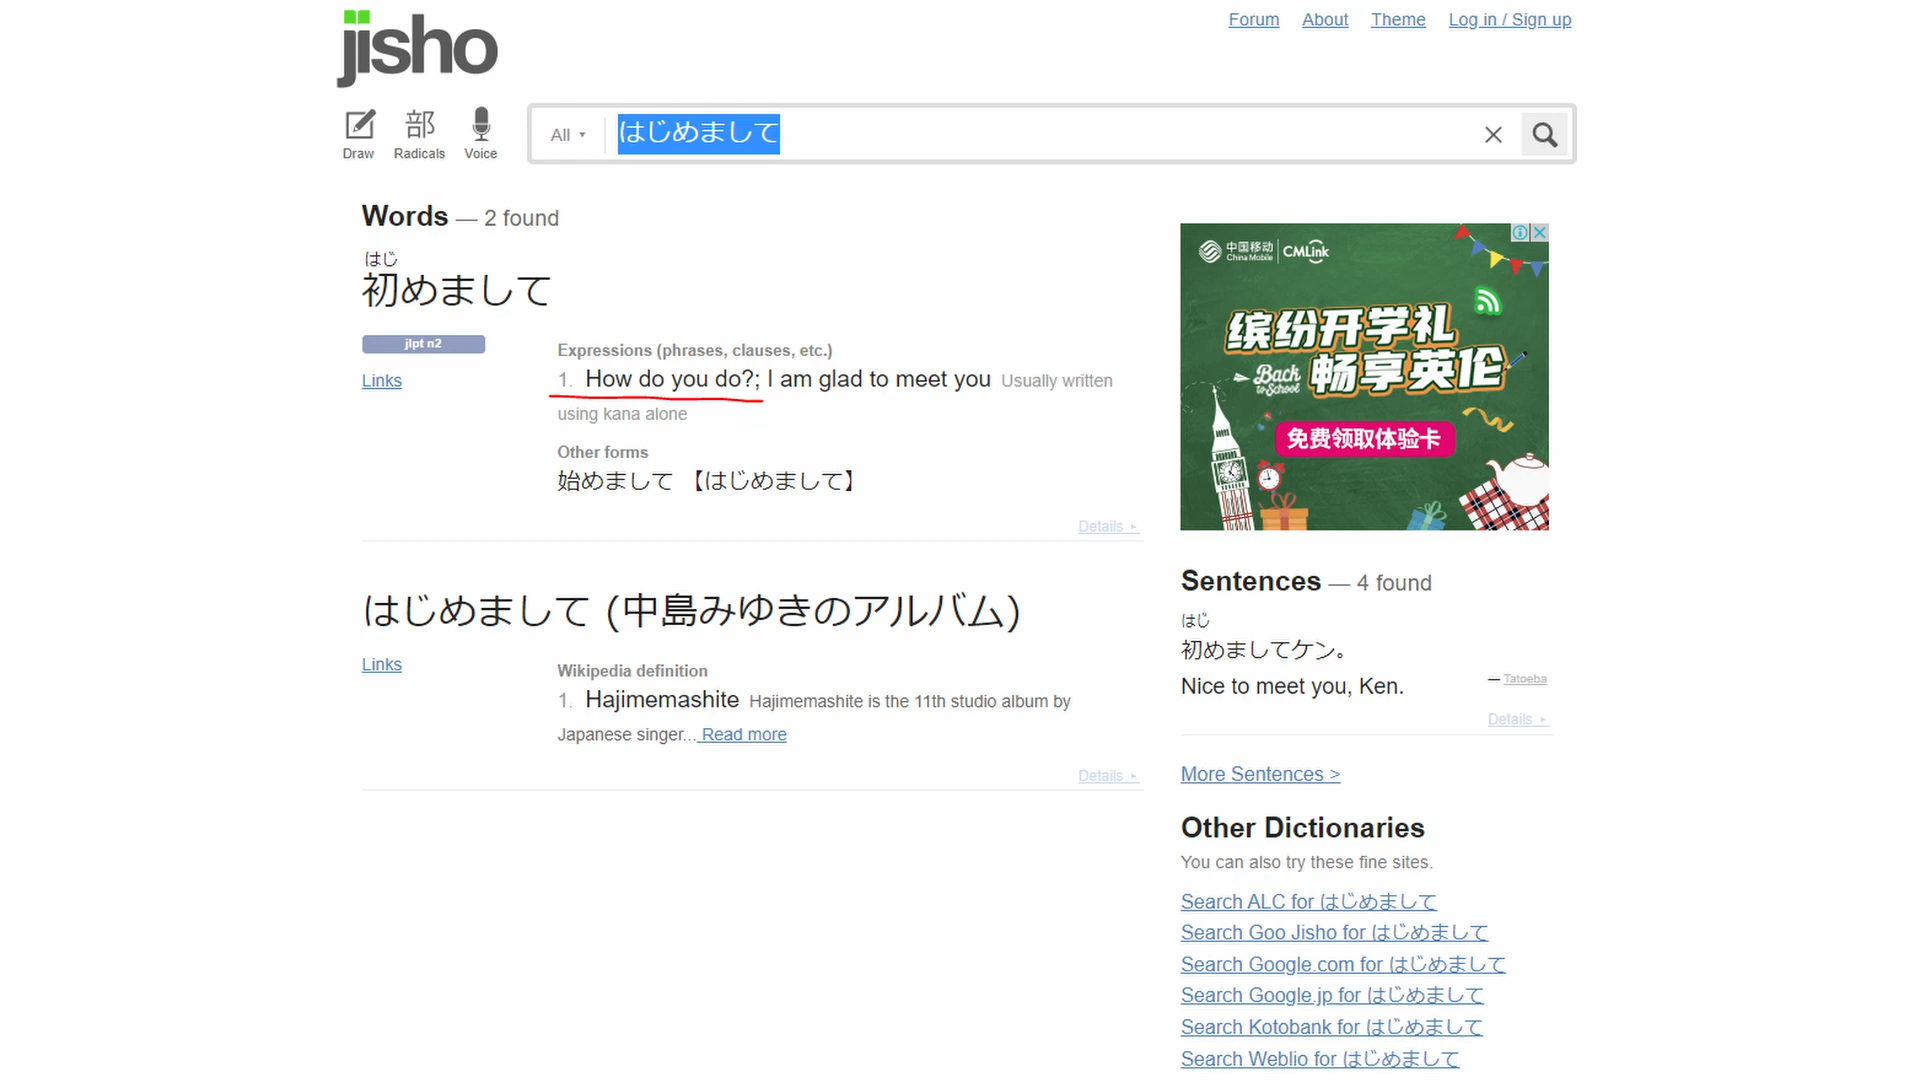 jisho
Forum About Theme Log in / Sign up
部
Draw Radicals Voice
All はじめまして
Words — 2 found
はじ
初めまして
jlpt n2
Links
Expressions (phrases, clauses, etc.)
1. How do you do?; I am glad to meet you Usually written
using kana alone
Other forms
始めまして 【はじめまして】
Details
はじめまして (中島みゆきのアルバム)
Links
Wikipedia definition
1. Hajimemashite Hajimemashite is the 11th studio album by
Japanese singer... Read more
Details
中国移动 China Mobile CMLink
缤纷开学礼
Back to School 畅享英伦
免费领取体验卡
Sentences — 4 found
はじ
初めましてケン。
Nice to meet you, Ken.
— Tatoeba
Details
More Sentences >
Other Dictionaries
You can also try these fine sites.
Search ALC for はじめまして
Search Goo Jisho for はじめまして
Search Google.com for はじめまして
Search Google.jp for はじめまして
Search Kotobank for はじめまして
Search Weblio for はじめまして